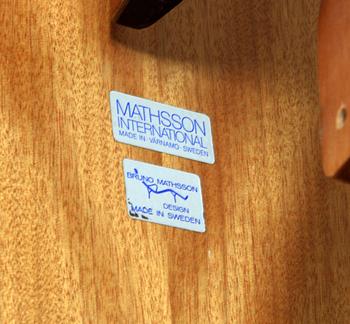 MATHSSON
INTERNATIONAL
MADE IN · VÄRNAMO · SWEDEN
BRUNO MATHSSON
DESIGN
MADE IN SWEDEN